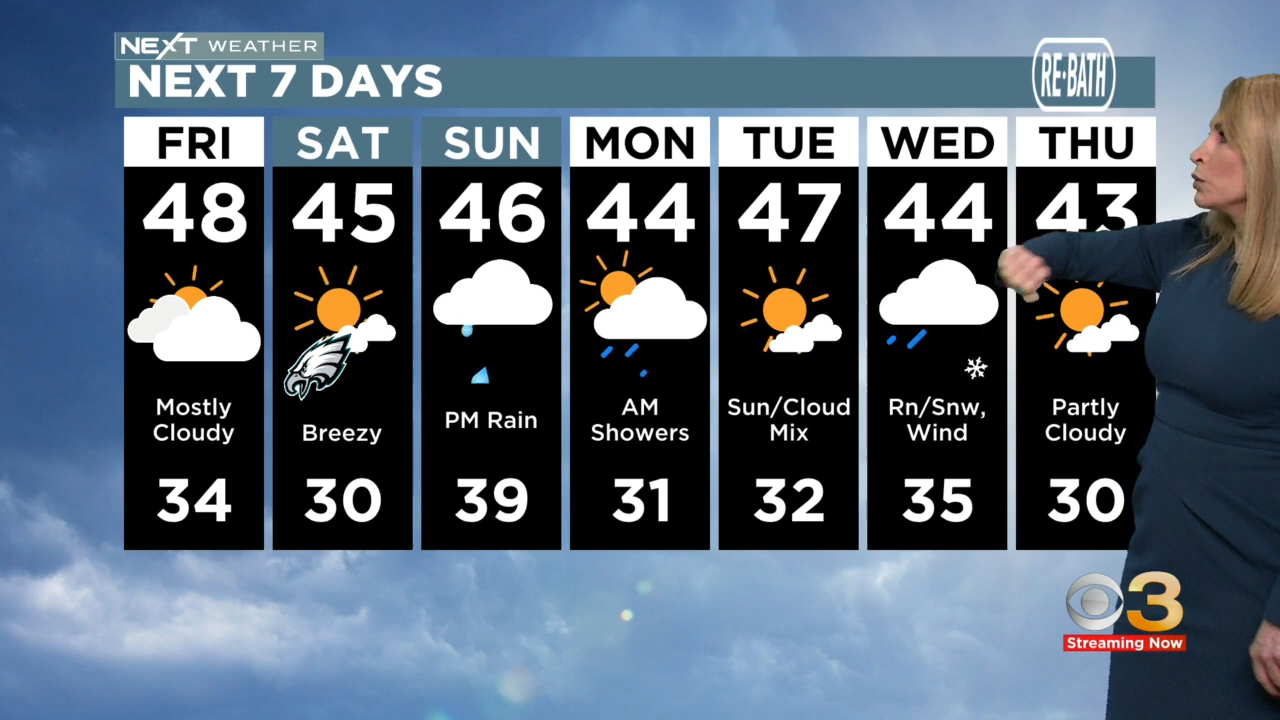 NEXT WEATHER
NEXT 7 DAYS
RE·BATH
FRI
48
Mostly
Cloudy
34
SAT
45
Breezy
30
SUN
46
PM Rain
39
MON
44
AM
Showers
31
TUE
47
Sun/Cloud
Mix
32
WED
44
Rn/Snw,
Wind
35
THU
43
Partly
Cloudy
30
3
Streaming Now